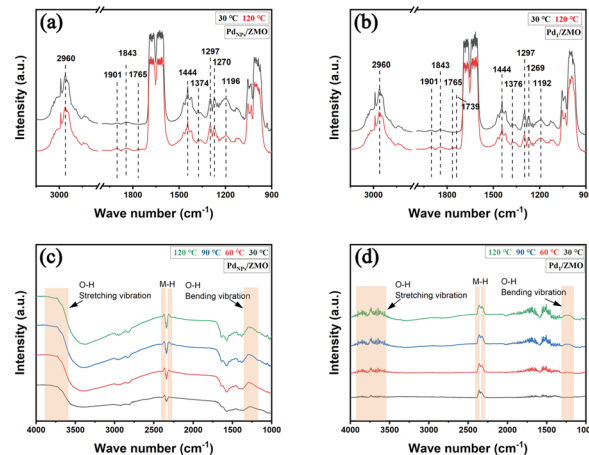 (a)
30 °C 120 °C
Pd_NPs/ZMO
2960
1843
1901
1765
1444
1374
1297
1270
1196
Intensity (a.u.)
3000 1800 1500 1200 900
Wave number (cm⁻¹)
(b)
30 °C 120 °C
Pd₁/ZMO
2960
1843
1901
1765
1739
1444
1376
1297
1269
1192
Intensity (a.u.)
3000 1800 1500 1200 900
Wave number (cm⁻¹)
(c)
120 °C 90 °C 60 °C 30 °C
Pd_NPs/ZMO
O-H
Stretching vibration
M-H
O-H
Bending vibration
Intensity (a.u.)
4000 3500 3000 2500 2000 1500 1000
Wave number (cm⁻¹)
(d)
120 °C 90 °C 60 °C 30 °C
Pd₁/ZMO
O-H
Stretching vibration
M-H
O-H
Bending vibration
Intensity (a.u.)
4000 3500 3000 2500 2000 1500 1000
Wave number (cm⁻¹)